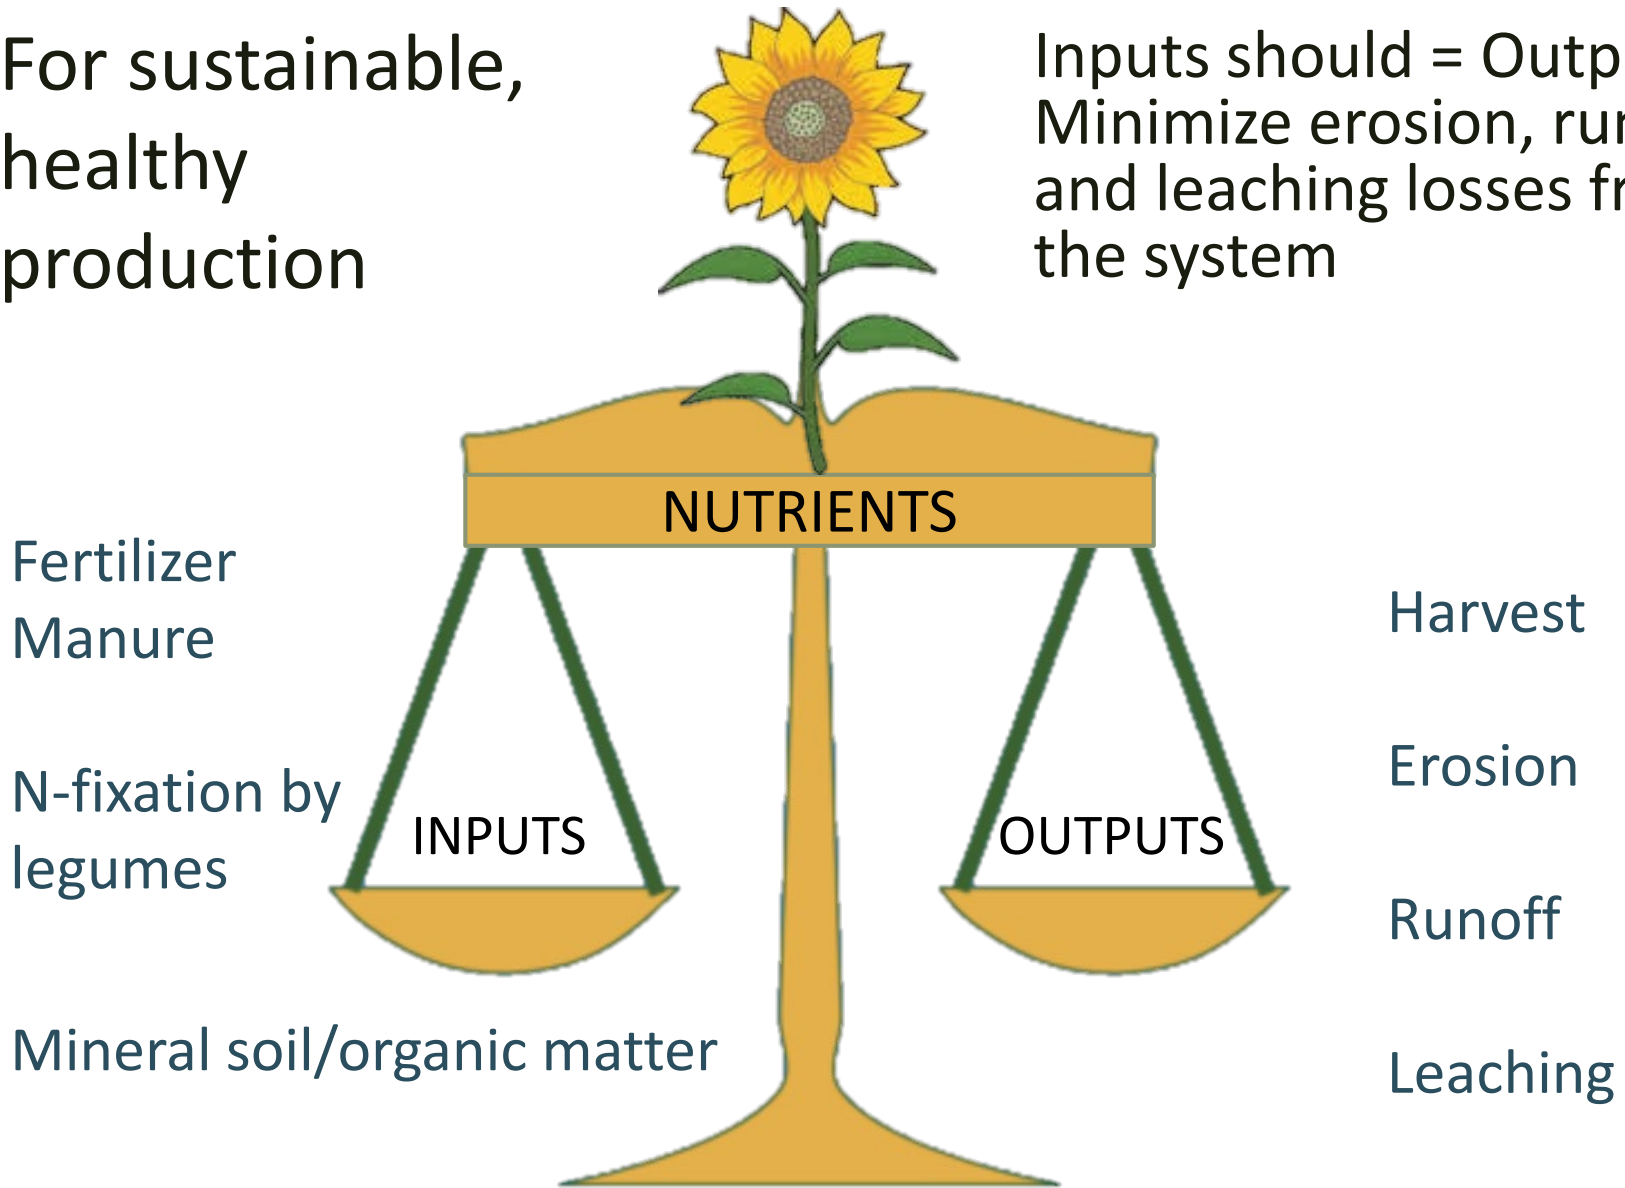 For sustainable,
healthy
production
Inputs should = Outp
Minimize erosion, ru
and leaching losses fr
the system
NUTRIENTS
Fertilizer
Manure
N-fixation by
legumes
Mineral soil/organic matter
INPUTS
OUTPUTS
Harvest
Erosion
Runoff
Leaching